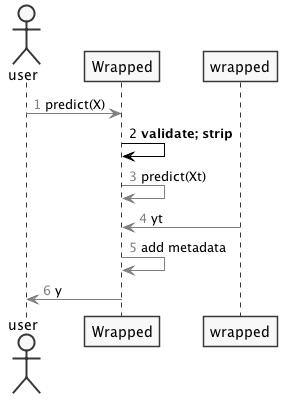 user
Wrapped
wrapped
1 predict(X)
2 validate; strip
3 predict(Xt)
4 yt
5 add metadata
6 y
user
Wrapped
wrapped